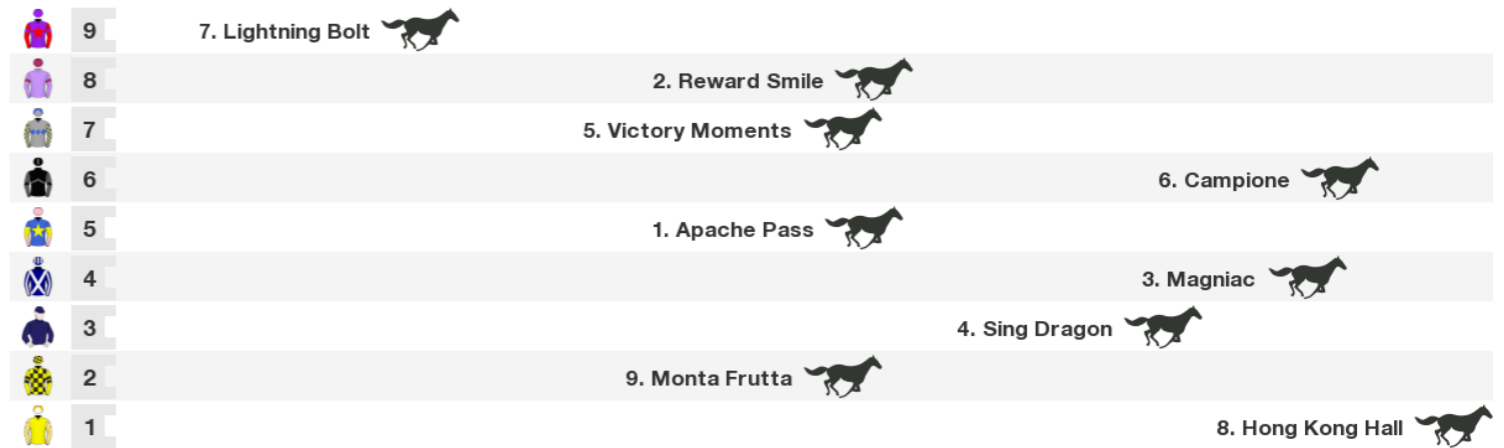 9 7. Lightning Bolt
8 2. Reward Smile
7 5. Victory Moments
6 6. Campione
5 1. Apache Pass
4 3. Magniac
3 4. Sing Dragon
2 9. Monta Frutta
1 8. Hong Kong Hall